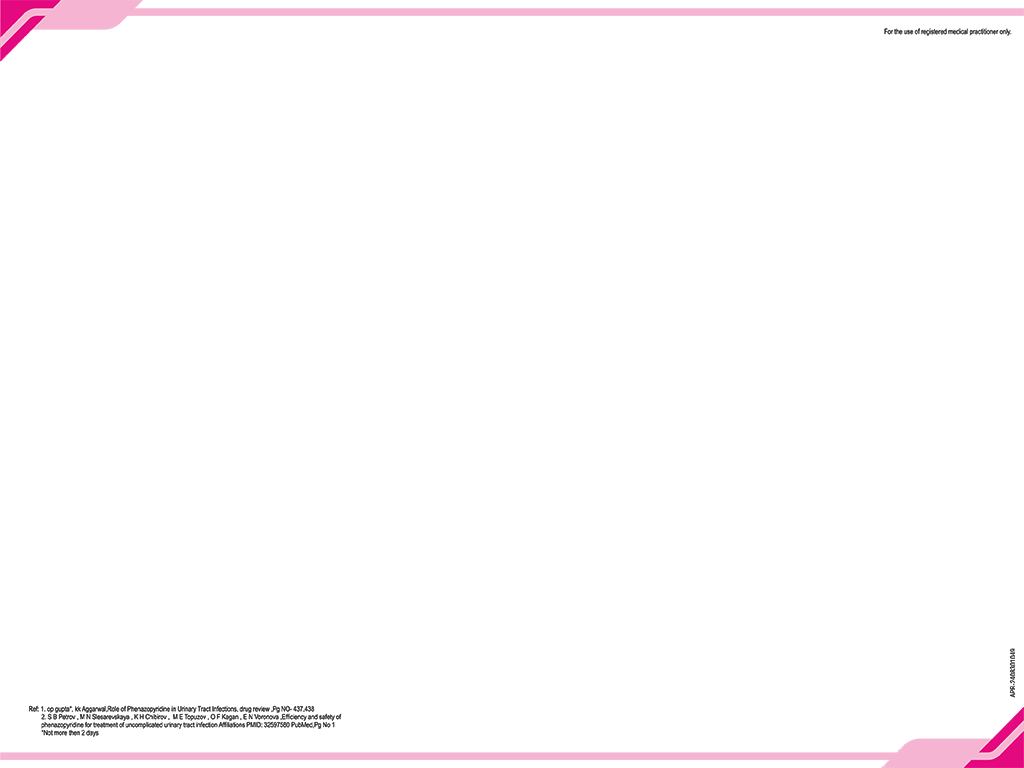 For the use of registered medical practitioner only.
APR-2408301049
Ref: 1. op gupta*, kk Aggarwal,Role of Phenazopyridine in Urinary Tract Infections, drug review ,Pg NO- 437,438
2. S B Petrov , M N Slesarevskaya , K H Chibirov , M E Topuzov , O F Kagan , E N Voronova ,Efficiency and safety of
phenazopyridine for treatment of uncomplicated urinary tract infection Affiliations PMID: 32597580 PubMed,Pg No 1
*Not more then 2 days